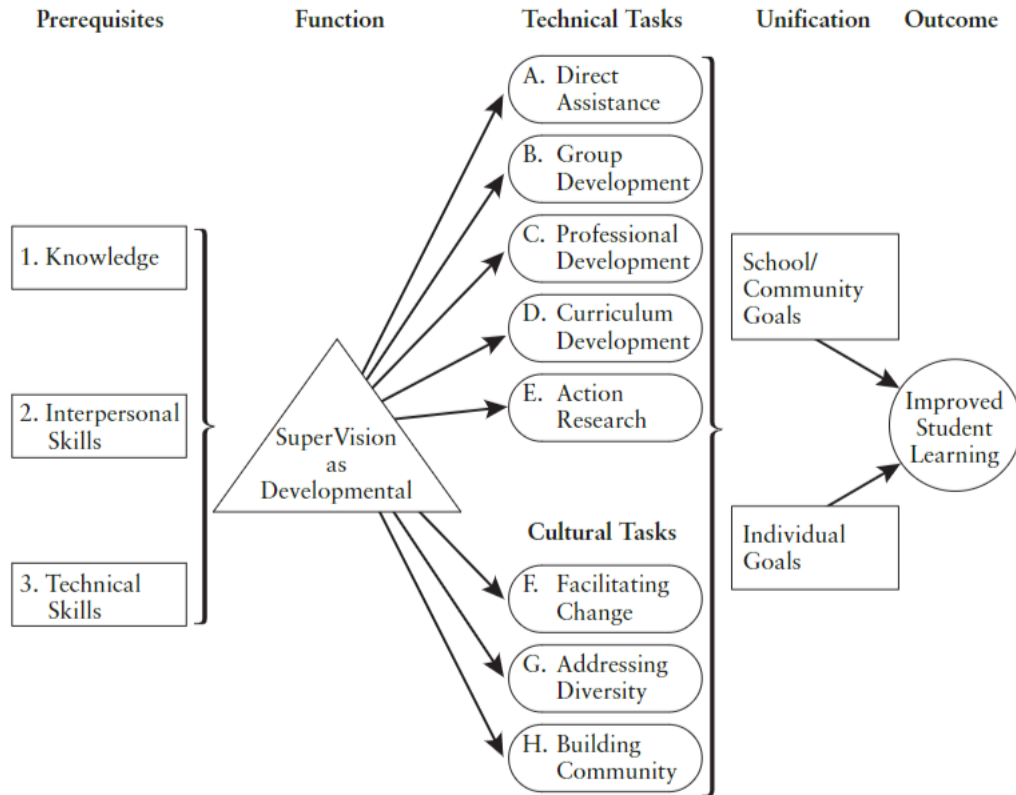 Prerequisites
Function
Technical Tasks
Unification
Outcome
1. Knowledge
2. Interpersonal
Skills
3. Technical
Skills
SuperVision
as
Developmental
A. Direct
Assistance
B. Group
Development
C. Professional
Development
D. Curriculum
Development
E. Action
Research
Cultural Tasks
F. Facilitating
Change
G. Addressing
Diversity
H. Building
Community
School/
Community
Goals
Individual
Goals
Improved
Student
Learning